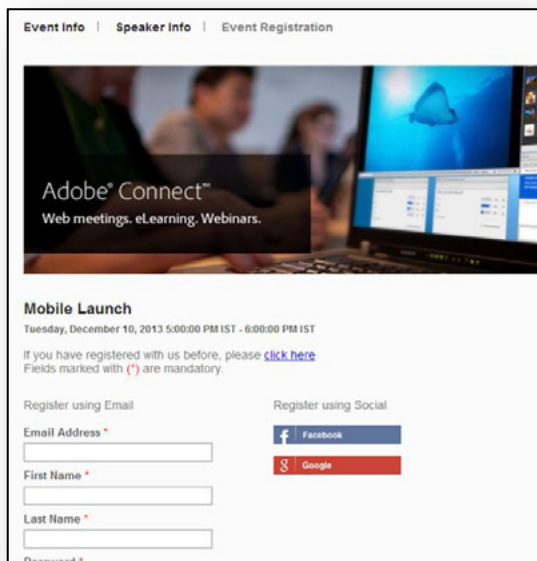 Event Info | Speaker Info | Event Registration
Adobe® Connect™
Web meetings. eLearning. Webinars.
Mobile Launch
Tuesday, December 10, 2013 5:00:00 PM IST - 6:00:00 PM IST
If you have registered with us before, please click here
Fields marked with (*) are mandatory.
Register using Email
Register using Social
Email Address *
Facebook
First Name *
Google
Last Name *
Password *